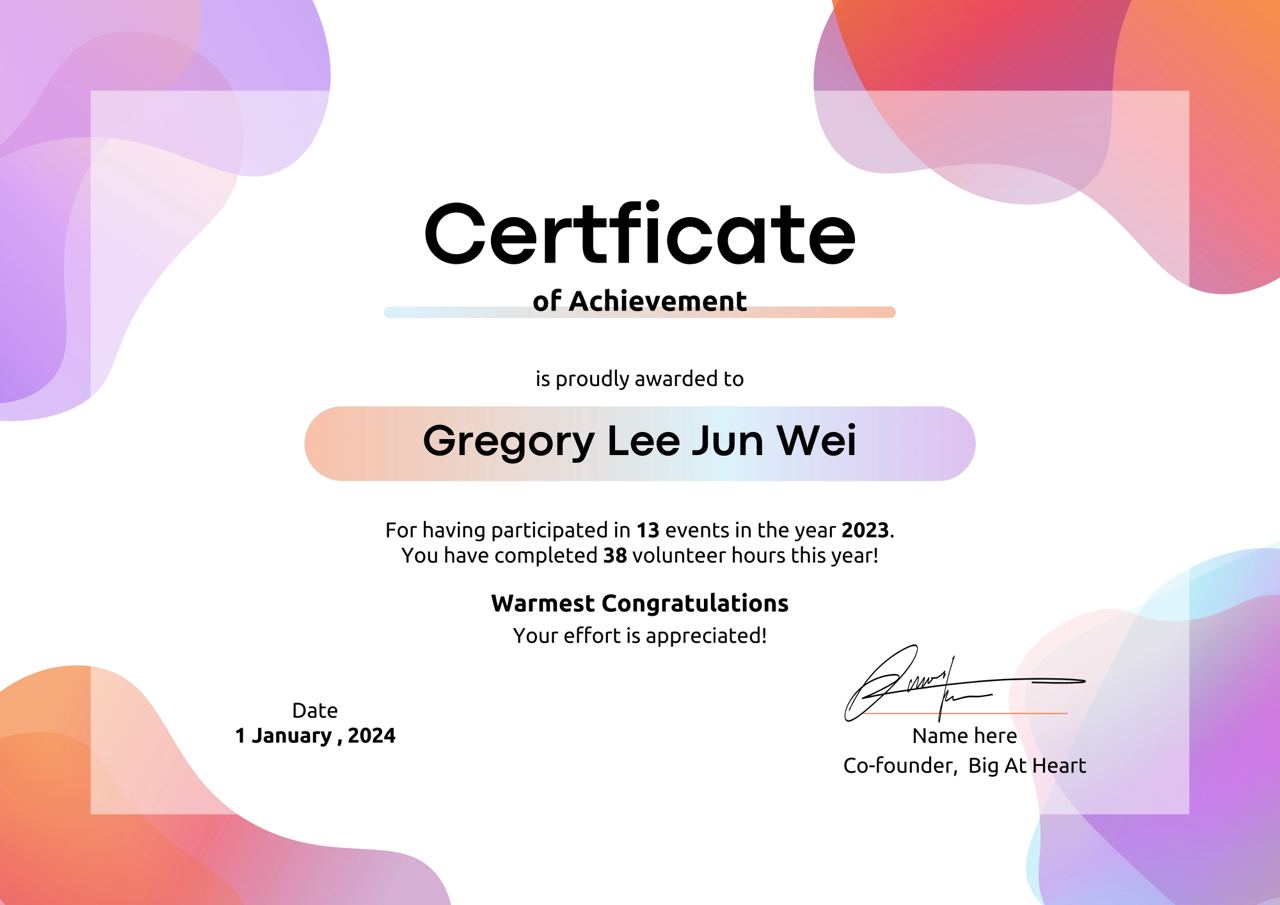 Certficate
of Achievement
is proudly awarded to
Gregory Lee Jun Wei
For having participated in 13 events in the year 2023.
You have completed 38 volunteer hours this year!
Warmest Congratulations
Your effort is appreciated!
Date
1 January , 2024
Name here
Co-founder,  Big At Heart